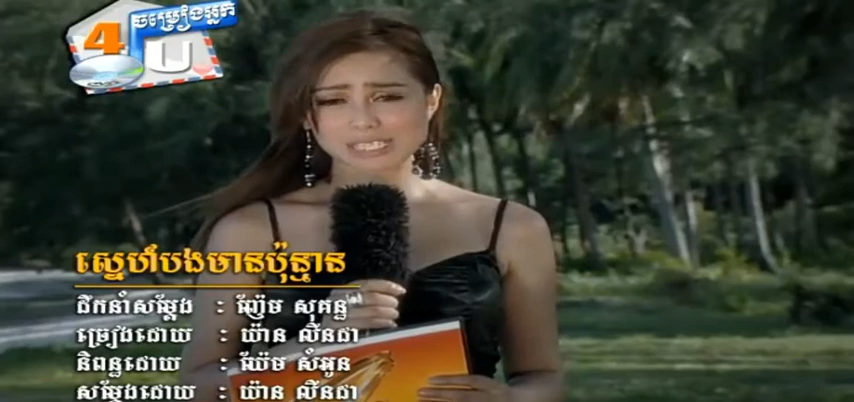 ចម្រៀងអ្នក
4 U
ស្នេហ៍បងមានប៉ុន្មាន
ដឹកនាំសម្ដែង : ញ៉ែម សុគន្ធ
ច្រៀងដោយ : យ៉ាន លីនដា
និពន្ធដោយ : យ៉ែម សំអូន
សម្ដែងដោយ : យ៉ាន លីនដា